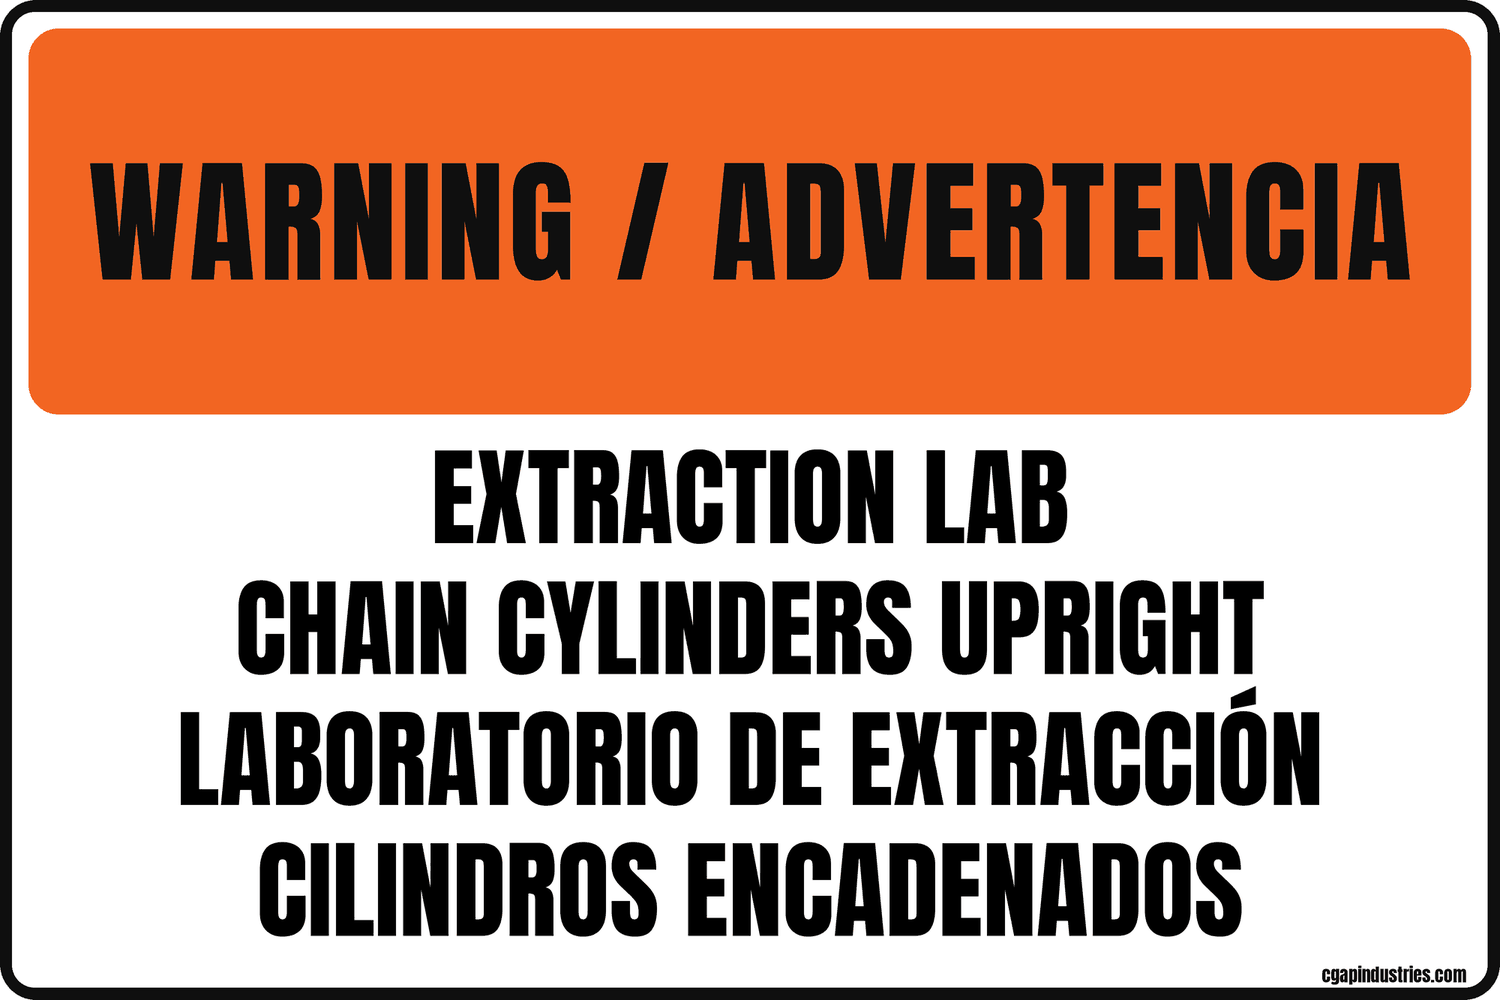 WARNING / ADVERTENCIA
EXTRACTION LAB
CHAIN CYLINDERS UPRIGHT
LABORATORIO DE EXTRACCIÓN
CILINDROS ENCADENADOS
cgapindustries.com